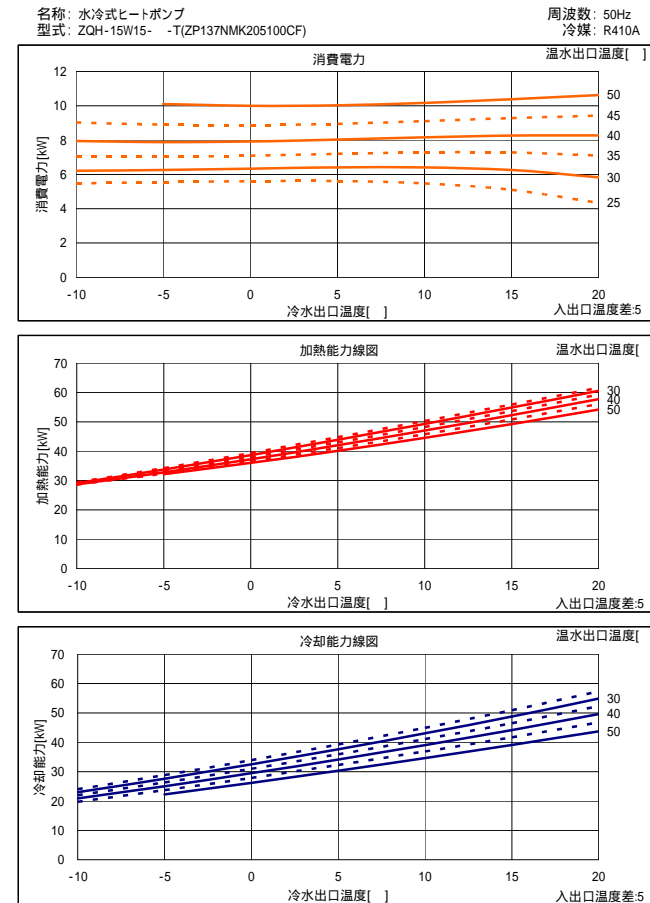 名称: 水冷式ヒートポンプ 周波数: 50Hz
型式: ZQH-15W15- -T(ZP137NMK205100CF) 冷媒: R410A
消費電力 温水出口温度[ ]
消費電力[kW]
12
10
8
6
4
2
0
50
45
40
35
30
25
-10 -5 0 5 10 15 20
冷水出口温度[ ] 入出口温度差:5
加熱能力線図 温水出口温度[
加熱能力[kW]
70
60
50
40
30
20
10
0
30
40
50
-10 -5 0 5 10 15 20
冷水出口温度[ ] 入出口温度差:5
冷却能力線図 温水出口温度[
冷却能力[kW]
70
60
50
40
30
20
10
0
30
40
50
-10 -5 0 5 10 15 20
冷水出口温度[ ] 入出口温度差:5